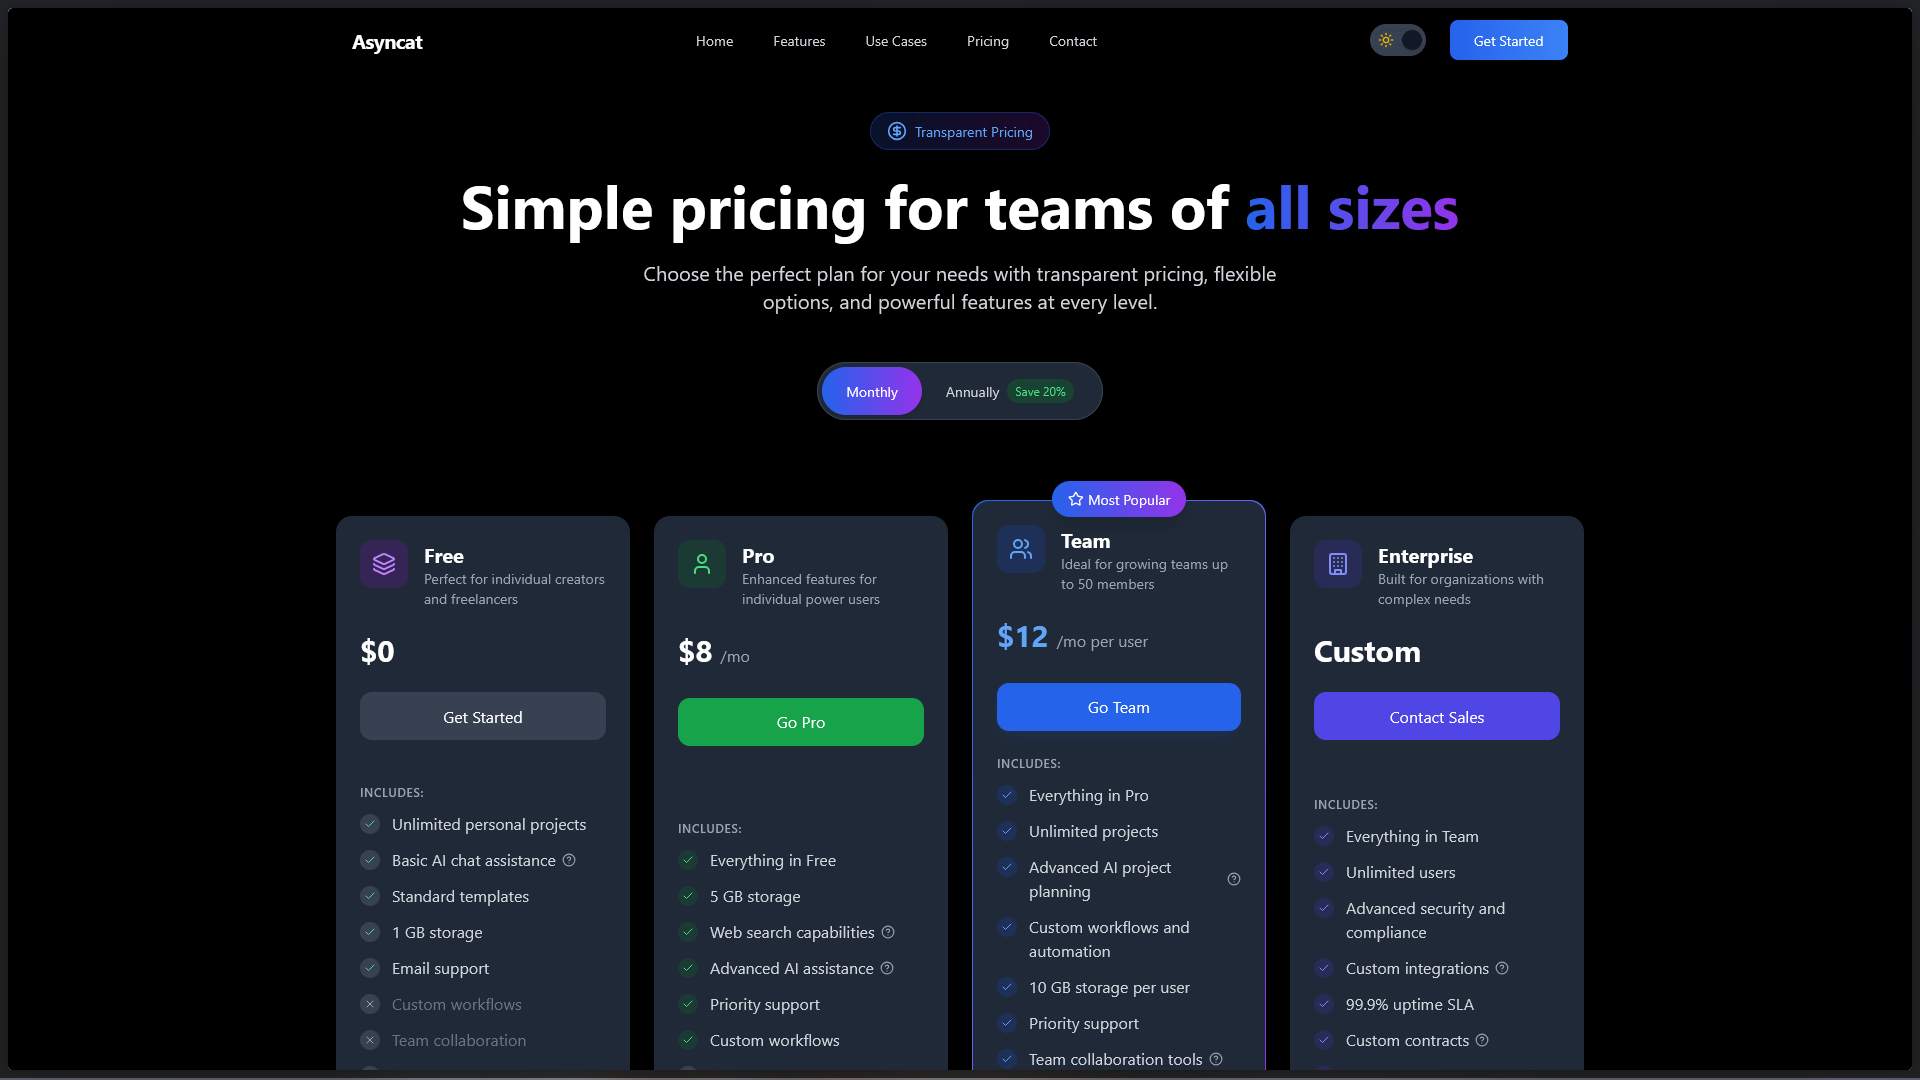 Asyncat
Home
Features
Use Cases
Pricing
Contact
Get Started
Transparent Pricing
Simple pricing for teams of all sizes
Choose the perfect plan for your needs with transparent pricing, flexible
options, and powerful features at every level.
Monthly
Annually
Save 20%
Free
Perfect for individual creators
and freelancers
$0
Get Started
INCLUDES:
Unlimited personal projects
Basic AI chat assistance
Standard templates
1 GB storage
Email support
Custom workflows
Team collaboration
Pro
Enhanced features for
individual power users
$8 /mo
Go Pro
INCLUDES:
Everything in Free
5 GB storage
Web search capabilities
Advanced AI assistance
Priority support
Custom workflows
Most Popular
Team
Ideal for growing teams up
to 50 members
$12 /mo per user
Go Team
INCLUDES:
Everything in Pro
Unlimited projects
Advanced AI project
planning
Custom workflows and
automation
10 GB storage per user
Priority support
Team collaboration tools
Enterprise
Built for organizations with
complex needs
Custom
Contact Sales
INCLUDES:
Everything in Team
Unlimited users
Advanced security and
compliance
Custom integrations
99.9% uptime SLA
Custom contracts